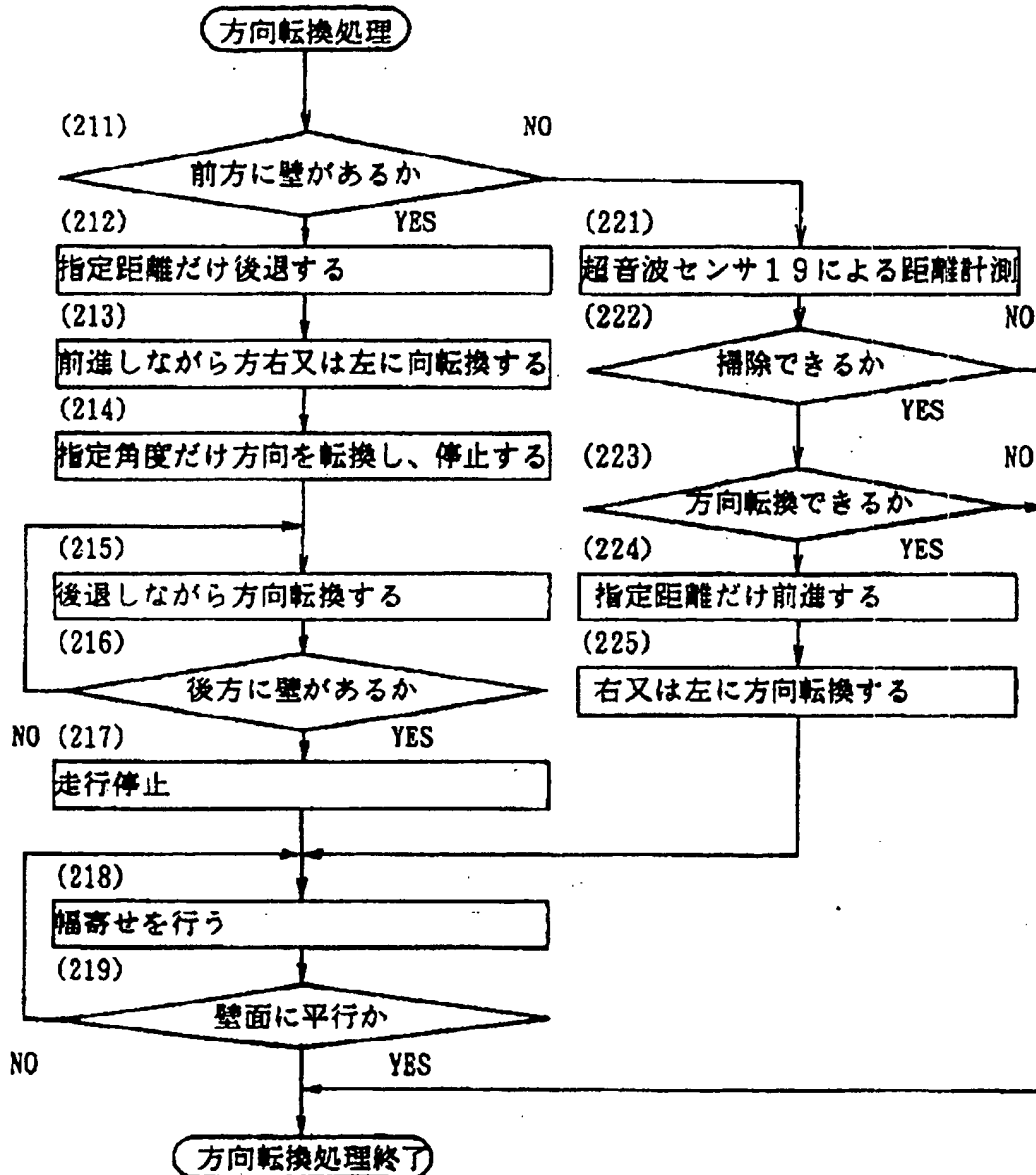 方向転換処理
(211)
NO
前方に壁があるか
(212)
YES
指定距離だけ後退する
(213)
前進しながら方右又は左に向転換する
(214)
指定角度だけ方向を転換し、停止する
(215)
後退しながら方向転換する
(216)
後方に壁があるか
NO (217)
YES
走行停止
(218)
幅寄せを行う
(219)
壁面に平行か
NO
YES
方向転換処理終了
(221)
超音波センサ19による距離計測
(222)
NO
掃除できるか
YES
(223)
NO
方向転換できるか
(224)
YES
指定距離だけ前進する
(225)
右又は左に方向転換する